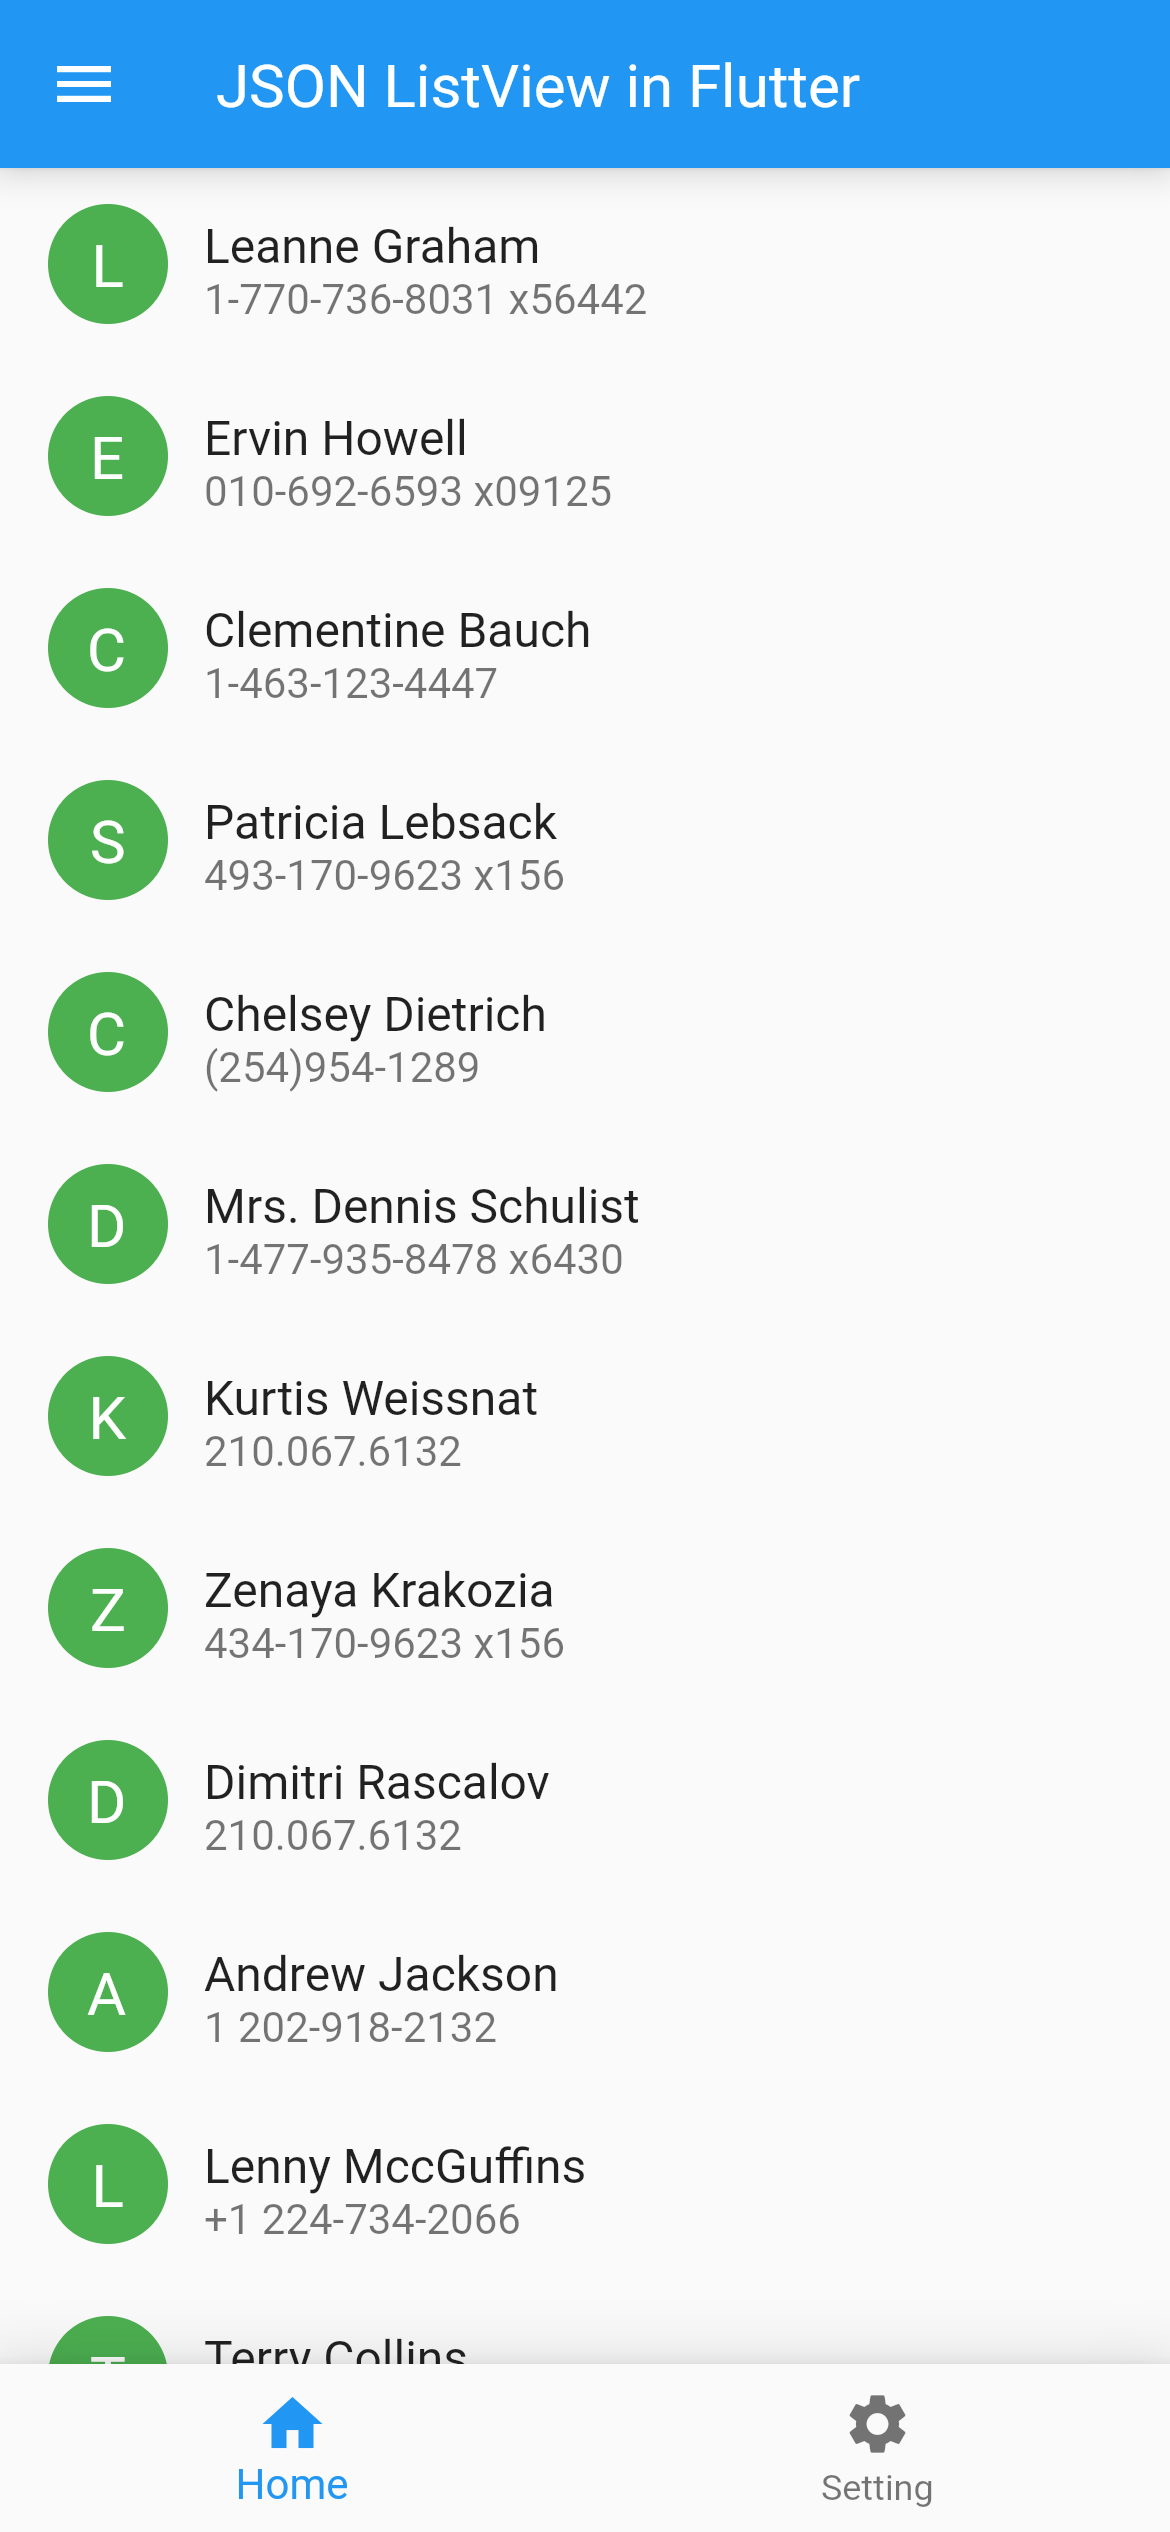 JSON ListView in Flutter
L
Leanne Graham
1-770-736-8031 x56442
E
Ervin Howell
010-692-6593 x09125
C
Clementine Bauch
1-463-123-4447
S
Patricia Lebsack
493-170-9623 x156
C
Chelsey Dietrich
(254)954-1289
D
Mrs. Dennis Schulist
1-477-935-8478 x6430
K
Kurtis Weissnat
210.067.6132
Z
Zenaya Krakozia
434-170-9623 x156
D
Dimitri Rascalov
210.067.6132
A
Andrew Jackson
1 202-918-2132
L
Lenny MccGuffins
+1 224-734-2066
T
Terry Collins
Home
Setting